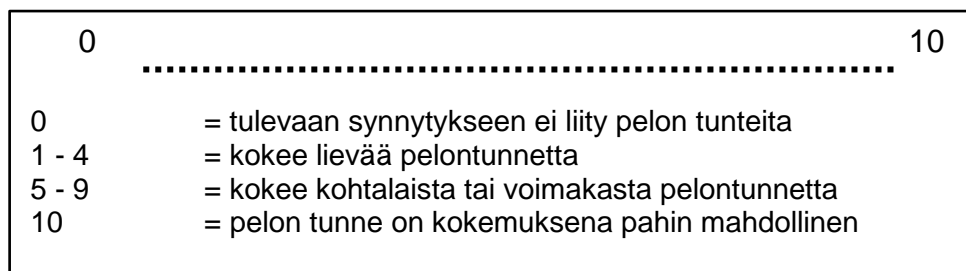 0 10
0 = tulevaan synnytykseen ei liity pelon tunteita
1 - 4 = kokee lievää pelontunnetta
5 - 9 = kokee kohtalaista tai voimakasta pelontunnetta
10 = pelon tunne on kokemuksena pahin mahdollinen